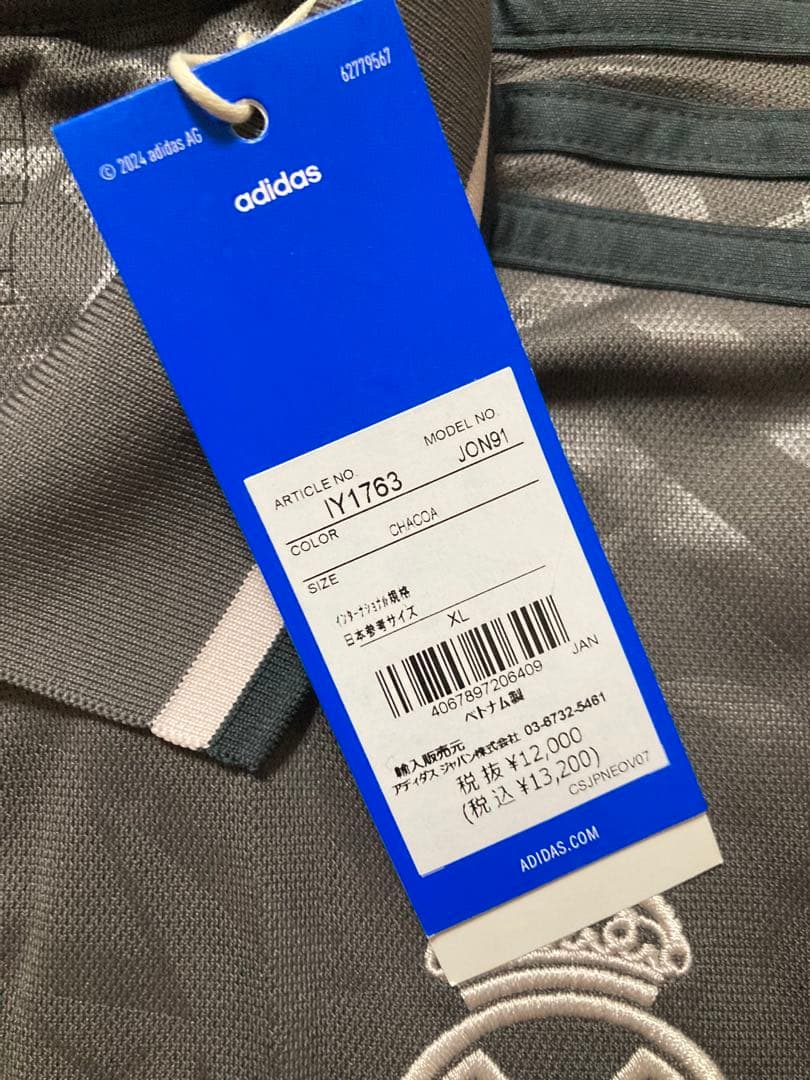 62779567
© 2024 adidas AG
adidas
ARTICLE NO. MODEL NO.
IY1763 JON91
COLOR CHACOA
SIZE
インターナショナル規格
日本参考サイズ XL
4067897206409 JAN
ベトナム製
輸入販売元
アディダス ジャパン株式会社 03-6732-5461
税抜 ¥12,000
(税込 ¥13,200)
CSJPNEOV07
ADIDAS.COM